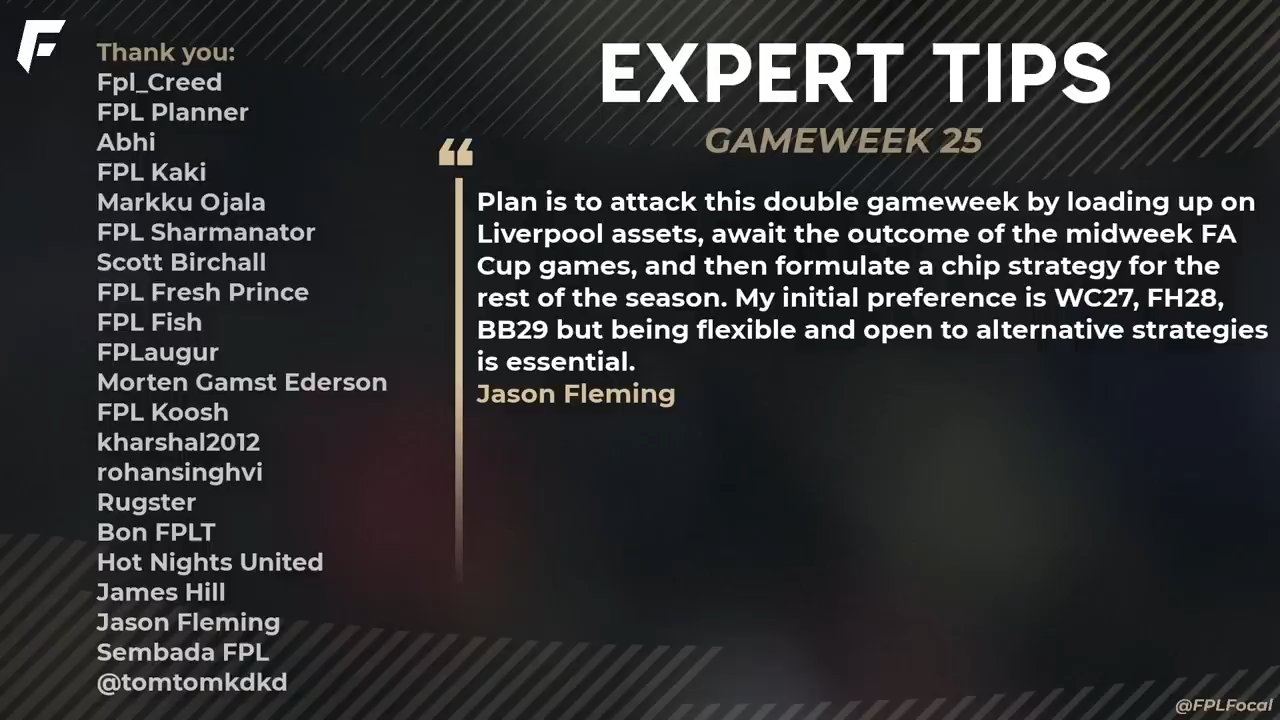 Thank you:
Fpl_Creed
FPL Planner
Abhi
FPL Kaki
Markku Ojala
FPL Sharmanator
Scott Birchall
FPL Fresh Prince
FPL Fish
FPLaugur
Morten Gamst Ederson
FPL Koosh
kharshal2012
rohansinghvi
Rugster
Bon FPLT
Hot Nights United
James Hill
Jason Fleming
Sembada FPL
@tomtomkdkd
EXPERT TIPS
GAMEWEEK 25
“
Plan is to attack this double gameweek by loading up on
Liverpool assets, await the outcome of the midweek FA
Cup games, and then formulate a chip strategy for the
rest of the season. My initial preference is WC27, FH28,
BB29 but being flexible and open to alternative strategies
is essential.
Jason Fleming
@FPLFocal